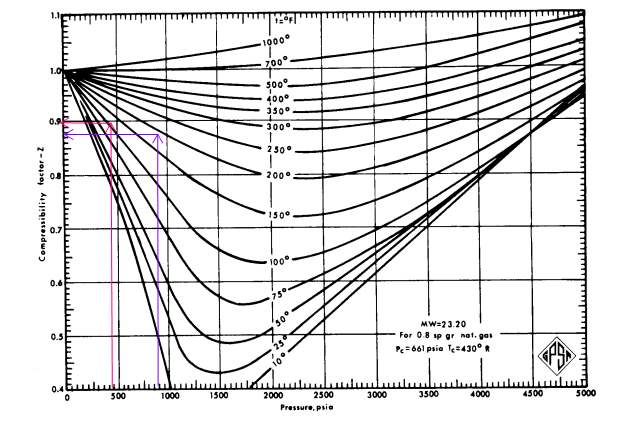 t=°F
1.1
1.0
0.9
0.8
0.7
0.6
0.5
0.4
Compressibility factor-Z
1000°
700°
500°
400°
350°
300°
250°
200°
150°
100°
75°
50°
25°
10°
MW=23.20
For 0.8 sp gr nat. gas
Pc=661 psia Tc=430° R
GPSA
0 500 1000 1500 2000 2500 3000 3500 4000 4500 5000
Pressure, psia